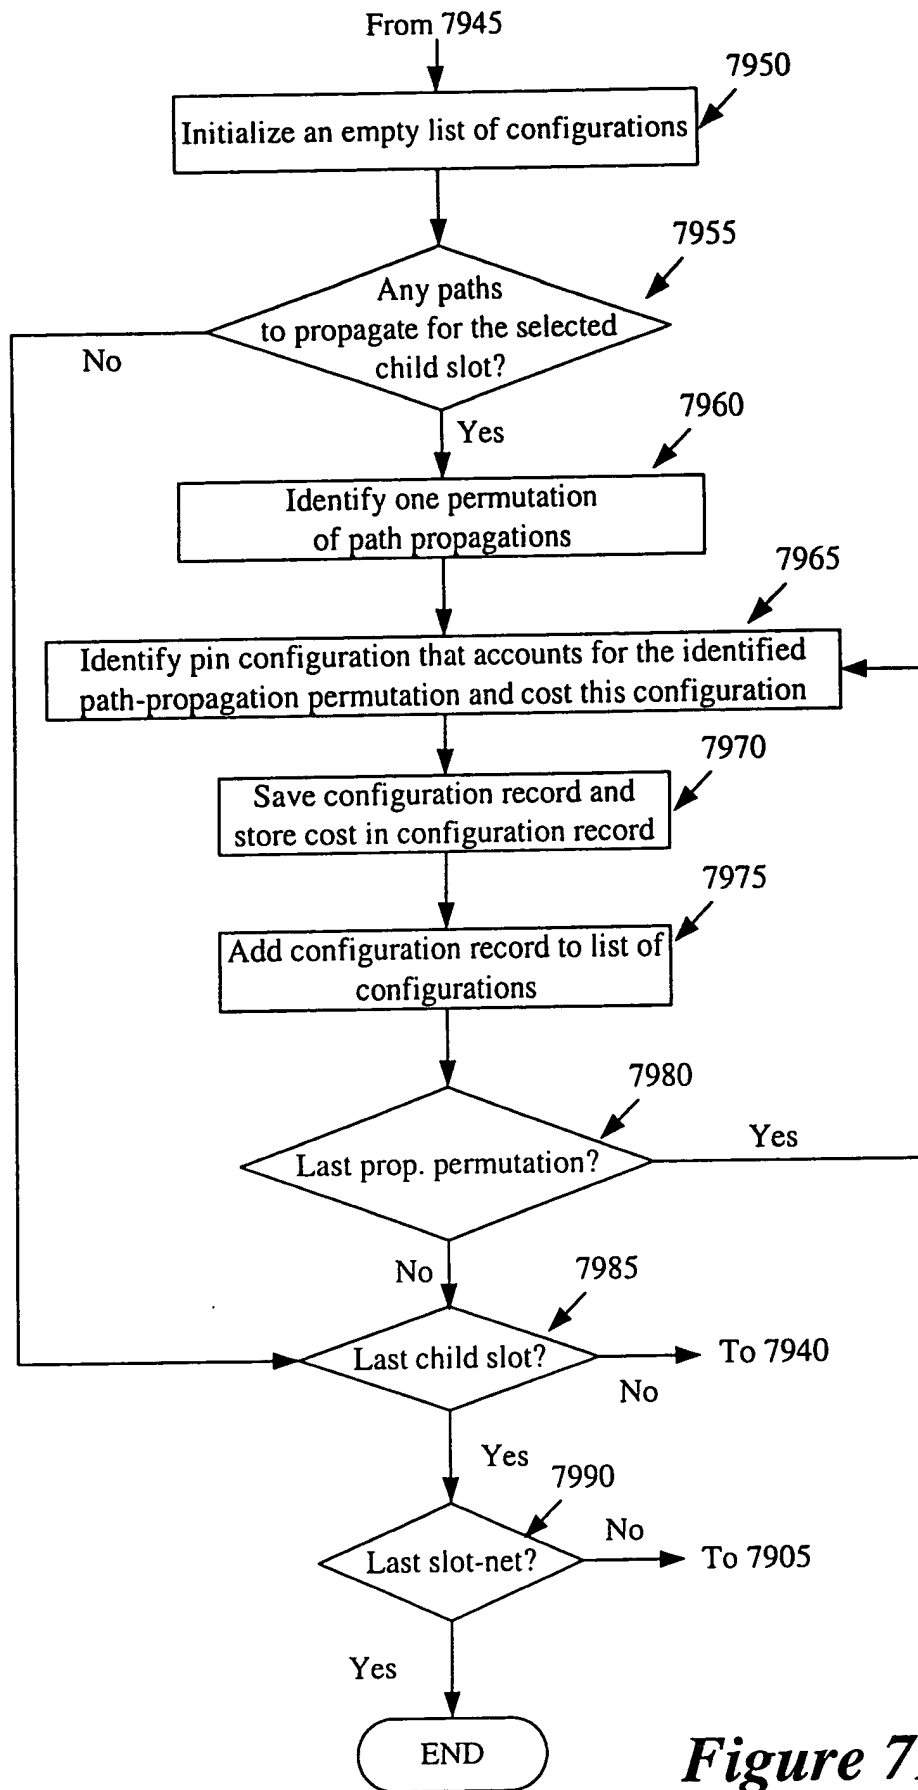 From 7945
7950
Initialize an empty list of configurations
7955
Any paths
to propagate for the selected
child slot?
No
Yes
7960
Identify one permutation
of path propagations
7965
Identify pin configuration that accounts for the identified
path-propagation permutation and cost this configuration
7970
Save configuration record and
store cost in configuration record
7975
Add configuration record to list of
configurations
7980
Last prop. permutation?
Yes
No
7985
Last child slot?
To 7940
No
Yes
7990
Last slot-net?
No
To 7905
Yes
END
Figure 7